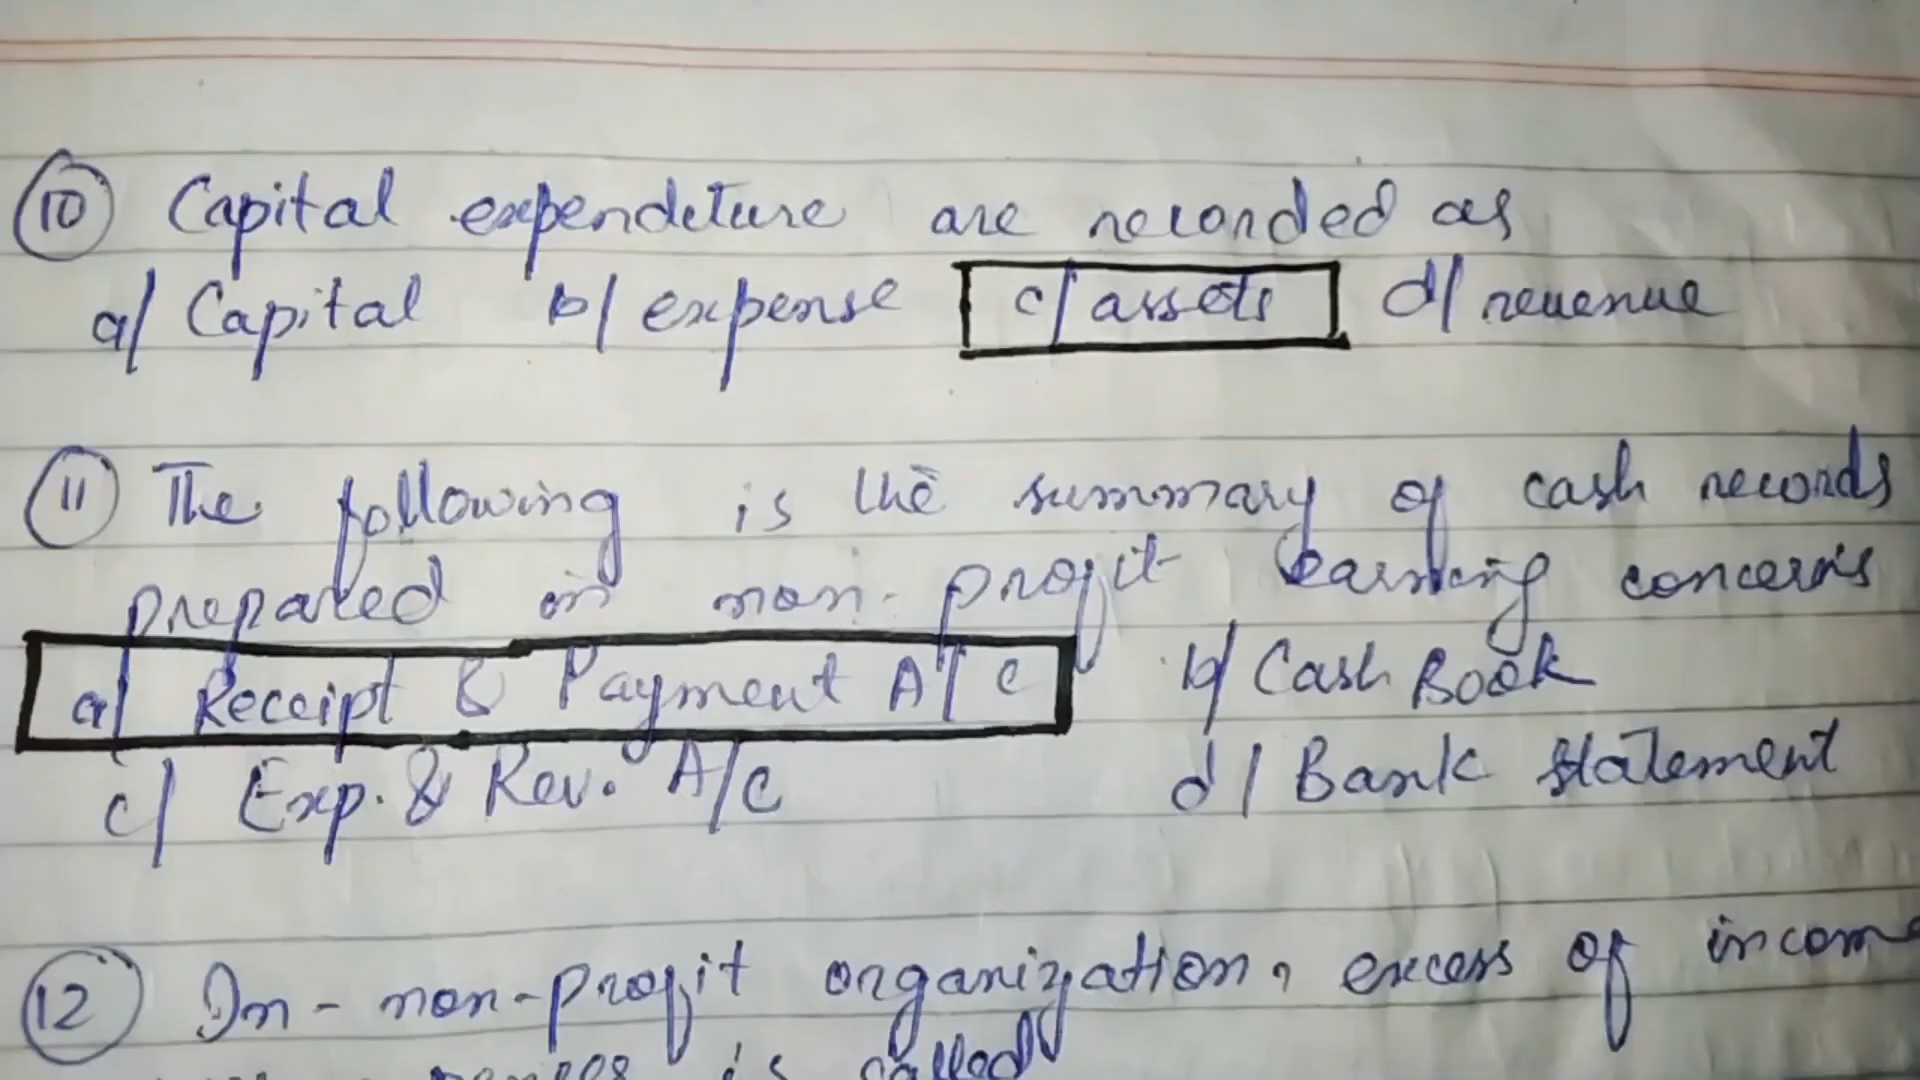 10 Capital expenditure are recorded as
a/ Capital b/ expense c/ assets d/ revenue
11 The following is the summary of cash records
prepared in non-profit earning concerns
a/ Receipt & Payment A/C b/ Cash Book
c/ Exp. & Rev. A/C d/ Bank Statement
12 In-non-profit organization, excess of income
is called